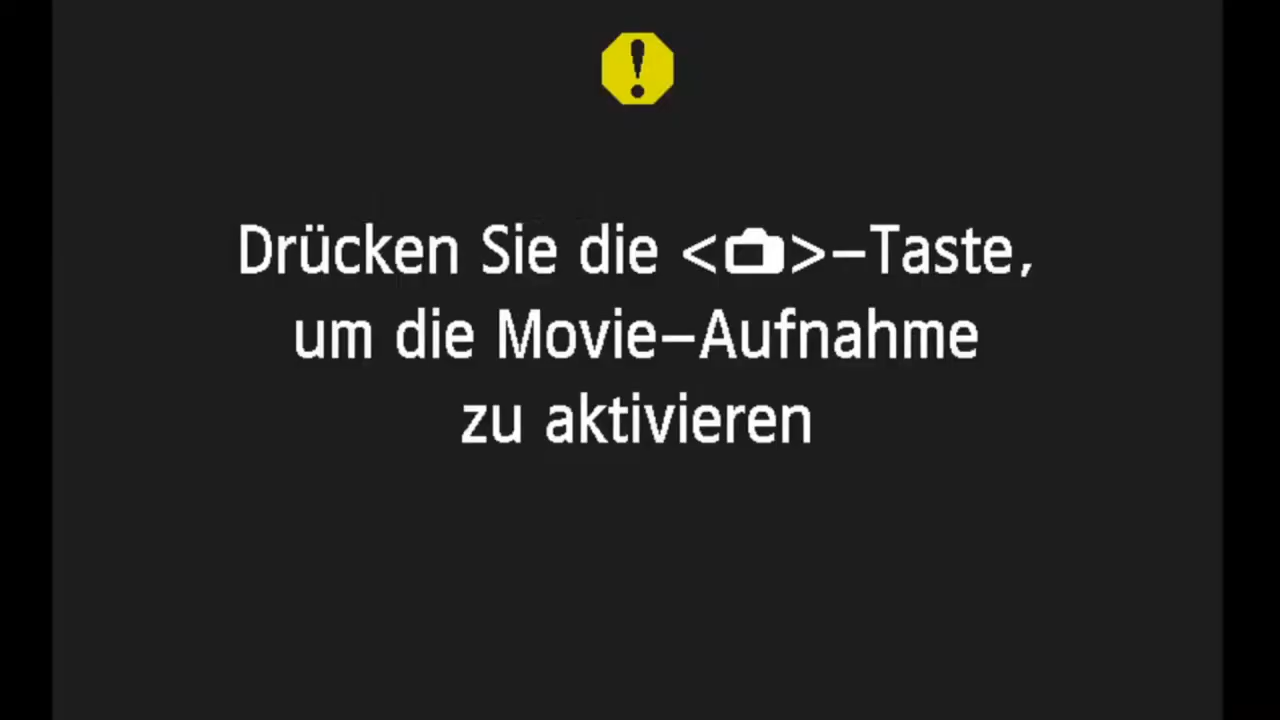 Drücken Sie die <📷>-Taste,
um die Movie-Aufnahme
zu aktivieren